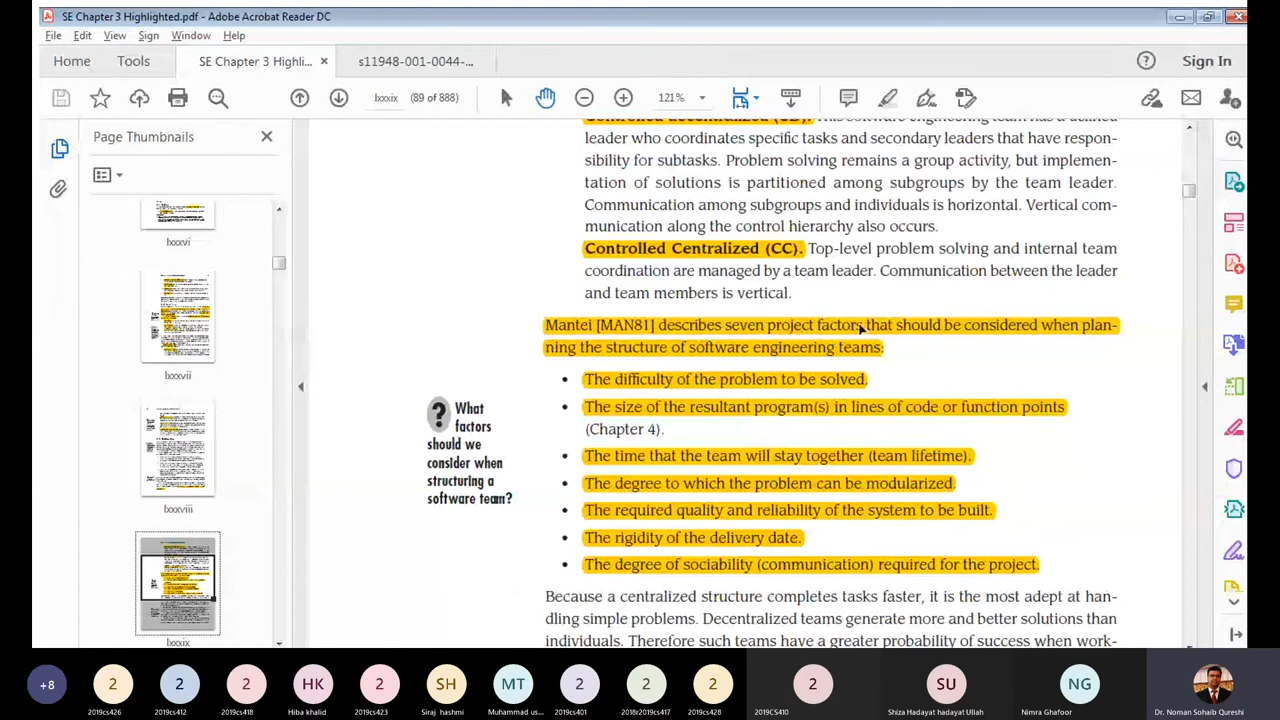 SE Chapter 3 Highlighted.pdf - Adobe Acrobat Reader DC
File Edit View Sign Window Help
Home Tools SE Chapter 3 Highli... × s11948-001-0044-... Sign In
lxxxix (89 of 888) 121%
Page Thumbnails
lxxxvi
lxxxvii
lxxxviii
lxxxix
leader who coordinates specific tasks and secondary leaders that have respon-
sibility for subtasks. Problem solving remains a group activity, but implemen-
tation of solutions is partitioned among subgroups by the team leader.
Communication among subgroups and individuals is horizontal. Vertical com-
munication along the control hierarchy also occurs.
Controlled Centralized (CC). Top-level problem solving and internal team
coordination are managed by a team leader. Communication between the leader
and team members is vertical.
Mantei [MAN81] describes seven project factors that should be considered when plan-
ning the structure of software engineering teams:
• The difficulty of the problem to be solved.
• The size of the resultant program(s) in lines of code or function points
(Chapter 4).
• The time that the team will stay together (team lifetime).
• The degree to which the problem can be modularized.
• The required quality and reliability of the system to be built.
• The rigidity of the delivery date.
• The degree of sociability (communication) required for the project.
? What
factors
should we
consider when
structuring a
software team?
Because a centralized structure completes tasks faster, it is the most adept at han-
dling simple problems. Decentralized teams generate more and better solutions than
individuals. Therefore such teams have a greater probability of success when work-
+8 2 2 2 HK 2 SH MT 2 2 2 2 SU NG
2019cs426 2019cs412 2019cs418 Hiba khalid 2019cs423 Siraj hashmi Muhammad us... 2019cs401 2018r2019cs417 2019cs428 2019CS410 Shiza Hadayat hadayat Ullah Nimra Ghafoor Dr. Noman Sohaib Qureshi